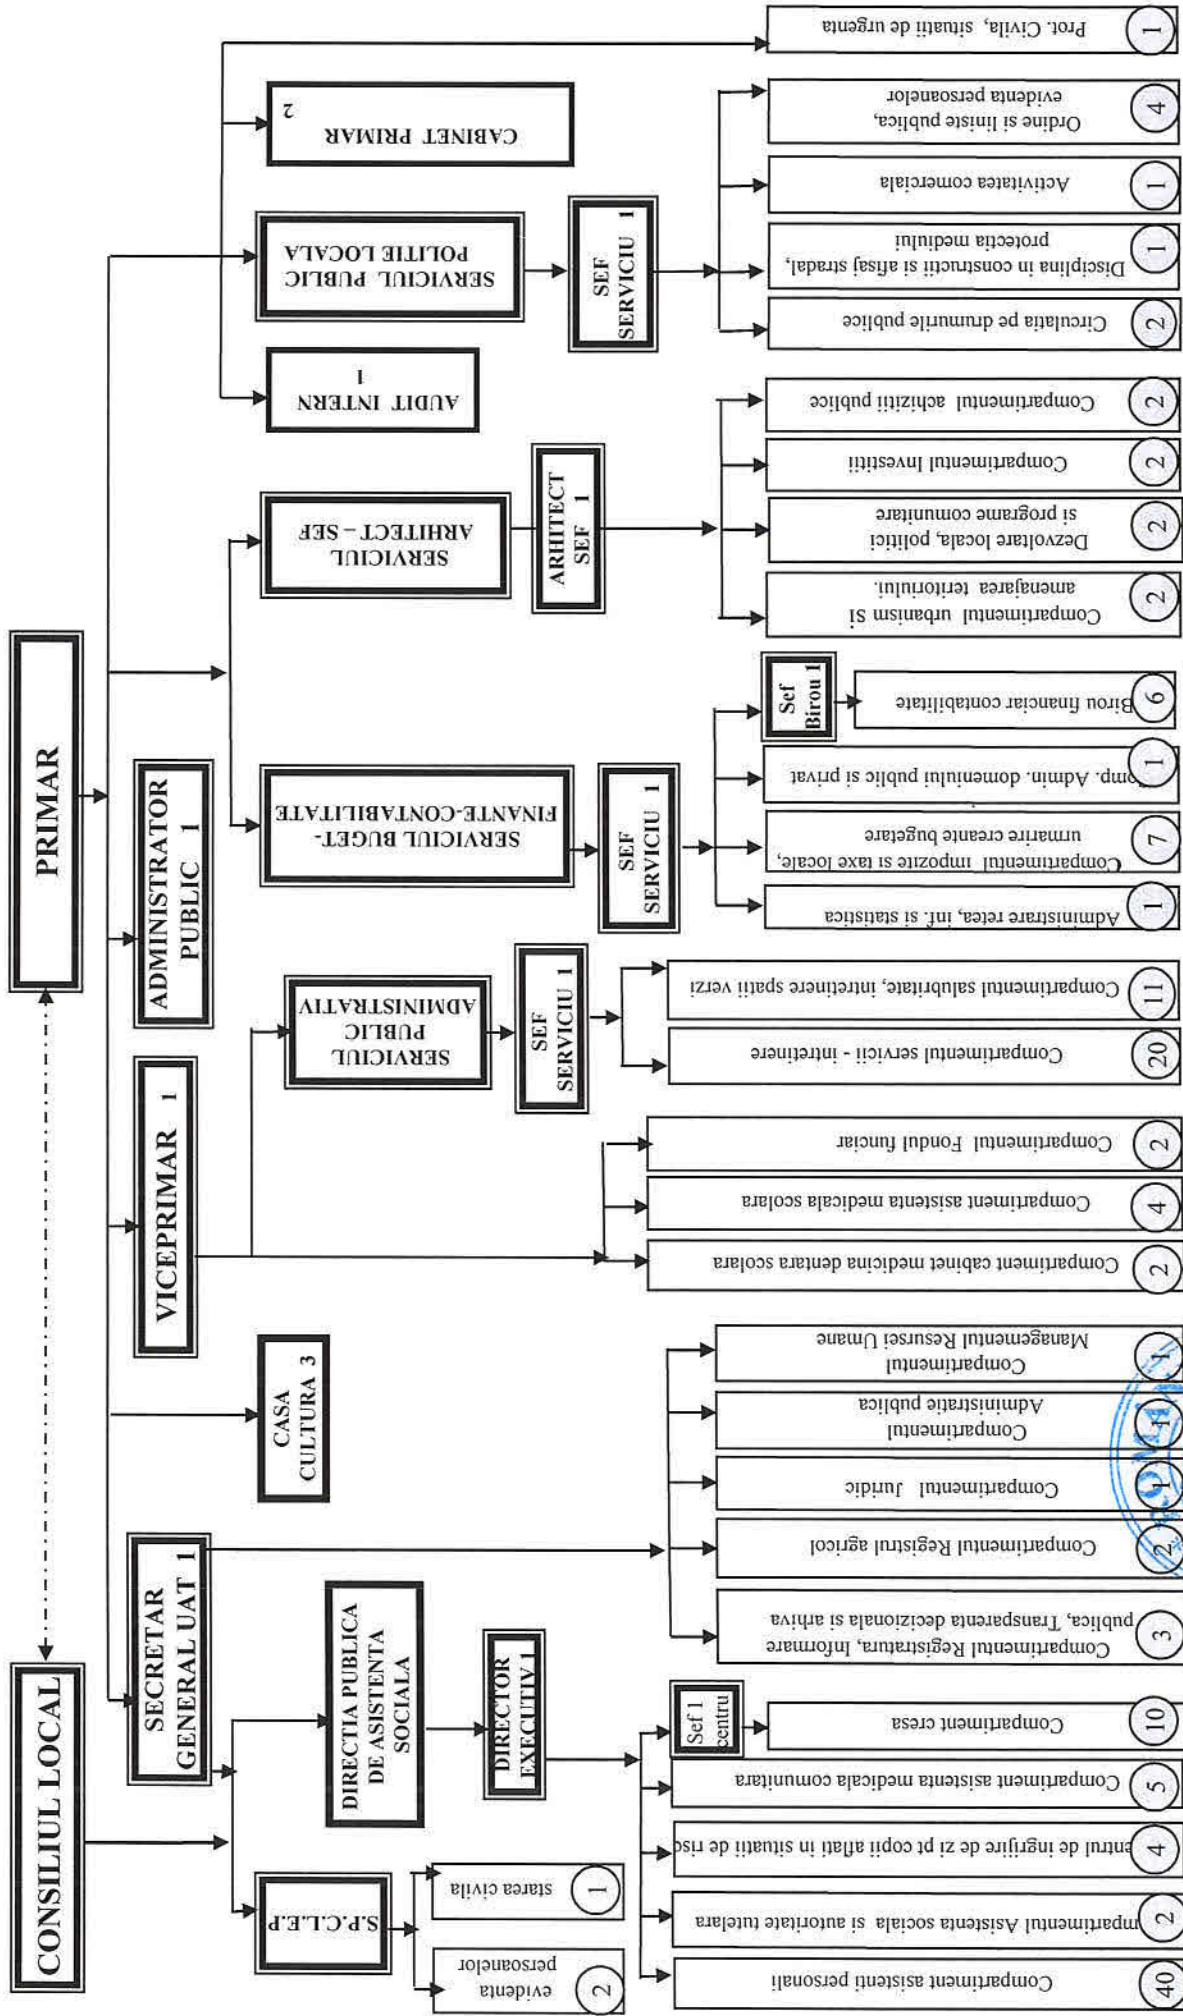 CONSILIUL LOCAL
PRIMAR
SECRETAR
GENERAL UAT 1
VICEPRIMAR 1
ADMINISTRATOR
PUBLIC 1
S.P.C.L.E.P
DIRECTIA PUBLICA
DE ASISTENTA
SOCIALA
CASA
CULTURA 3
SERVICIUL
PUBLIC
ADMINISTRATIV
SERVICIUL BUGET-
FINANTE-CONTABILITATE
SERVICIUL
ARHITECT – SEF
AUDIT INTERN
1
SERVICIUL PUBLIC
POLITIE LOCALA
CABINET PRIMAR
2
DIRECTOR
EXECUTIV 1
SEF
SERVICIU 1
SEF
SERVICIU 1
ARHITECT
SEF 1
SEF
SERVICIU 1
evidenta
persoanelor
2
starea civila
1
Compartiment asistenti personali
40
mpartimentul Asistenta sociala si autoritate tutelara
2
entrul de ingrijire de zi pt copii aflati in situatii de risc
4
Compartiment asistenta medicala comunitara
5
Sef 1
centru
Compartiment cresa
10
Compartimentul Registratura, Informare
publica, Transparenta decizionala si arhiva
3
Compartimentul Registrul agricol
2
Compartimentul Juridic
1
Compartimentul
Administratie publica
1
Compartimentul
Managementul Resursei Umane
1
Compartiment cabinet medicina dentara scolara
2
Compartiment asistenta medicala scolara
4
Compartimentul Fondul funciar
2
Compartimentul servicii - intretinere
20
Compartimentul salubritate, intretinere spatii verzi
11
Administrare retea, inf. si statistica
1
Compartimentul impozite si taxe locale,
urmarire creante bugetare
7
omp. Admin. domeniului public si privat
1
Sef
Birou 1
Birou financiar contabilitate
6
Compartimentul urbanism Si
amenajarea teritoriului.
2
Dezvoltare locala, politici
si programe comunitare
2
Compartimentul Investitii
2
Compartimentul achizitii publice
2
Circulatia pe drumurile publice
2
Disciplina in constructii si afisaj stradal,
protectia mediului
1
Activitatea comerciala
1
Ordine si liniste publica,
evidenta persoanelor
4
Prot. Civila, situatii de urgenta
1